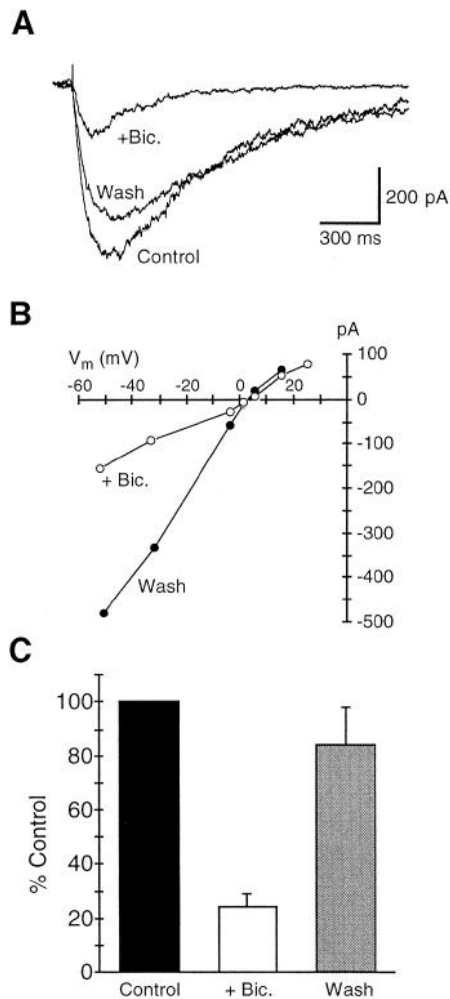 A
+Bic.
Wash
Control
200 pA
300 ms
B
pA
Vm (mV)
-60 -40 -20 0 20
100
0
-100
-200
-300
-400
-500
+ Bic.
Wash
C
% Control
100
80
60
40
20
0
Control + Bic. Wash